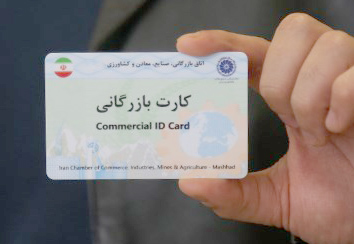 اتاق بازرگانی، صنایع، معادن و کشاورزی
کارت بازرگانی
Commercial ID Card
Iran Chamber of Commerce, Industries, Mines & Agriculture - Mashhad